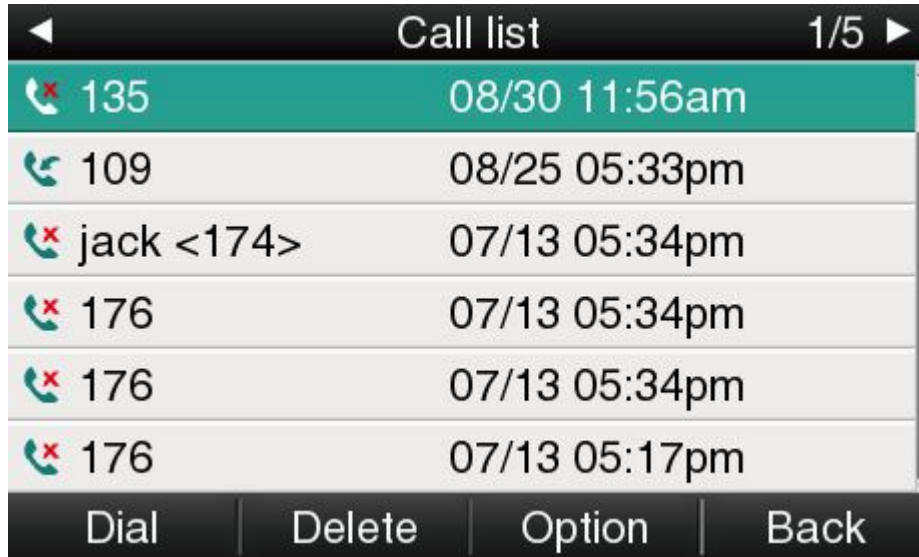 Call list 1/5
135 08/30 11:56am
109 08/25 05:33pm
jack <174> 07/13 05:34pm
176 07/13 05:34pm
176 07/13 05:34pm
176 07/13 05:17pm
Dial Delete Option Back